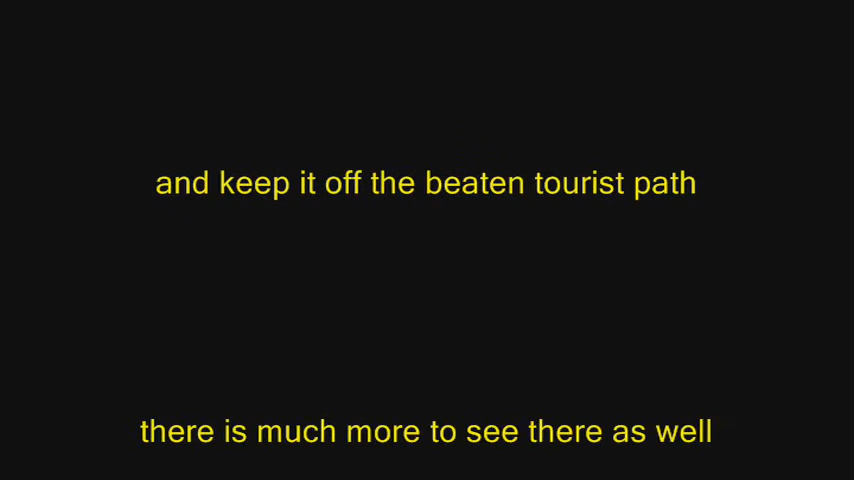 and keep it off the beaten tourist path
there is much more to see there as well